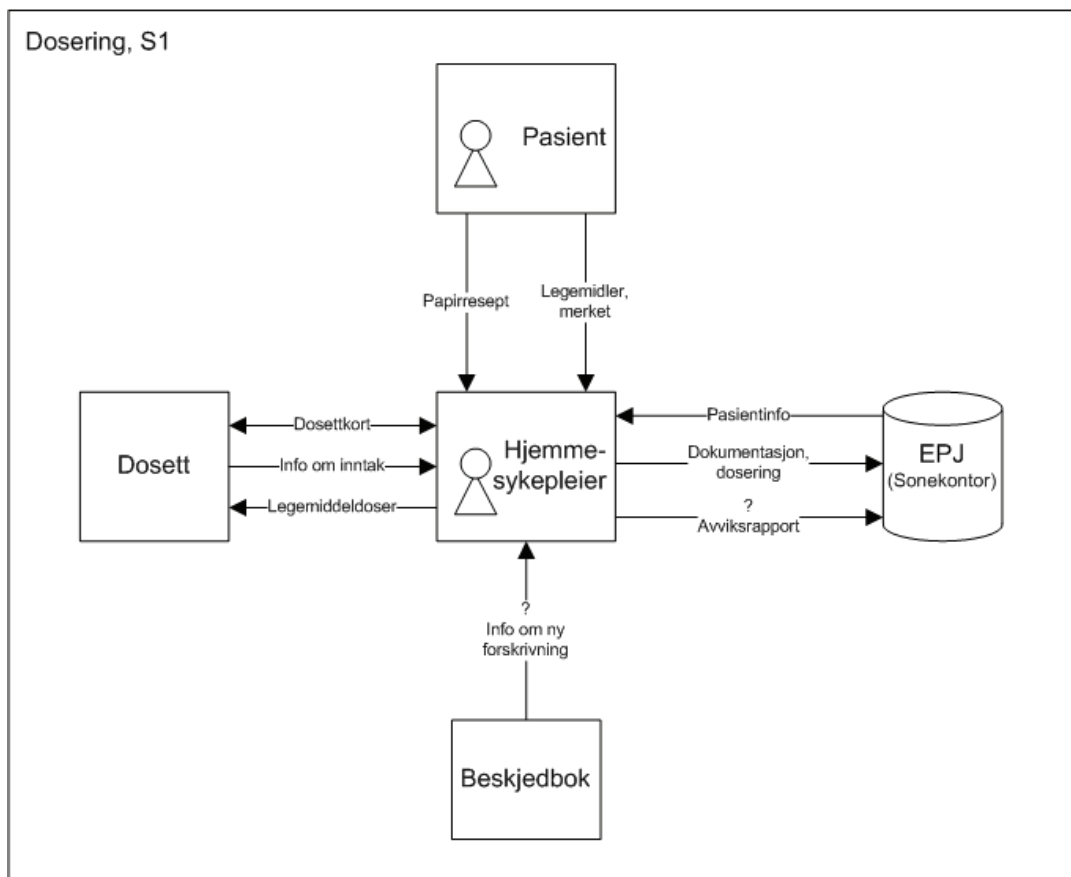 Dosering, S1
Pasient
Papirresept
Legemidler,
merket
Dosett
Dosettkort
Info om inntak
Legemiddeldoser
Hjemme-
sykepleier
Pasientinfo
Dokumentasjon,
dosering
?
Avviksrapport
EPJ
(Sonekontor)
?
Info om ny
forskrivning
Beskjedbok